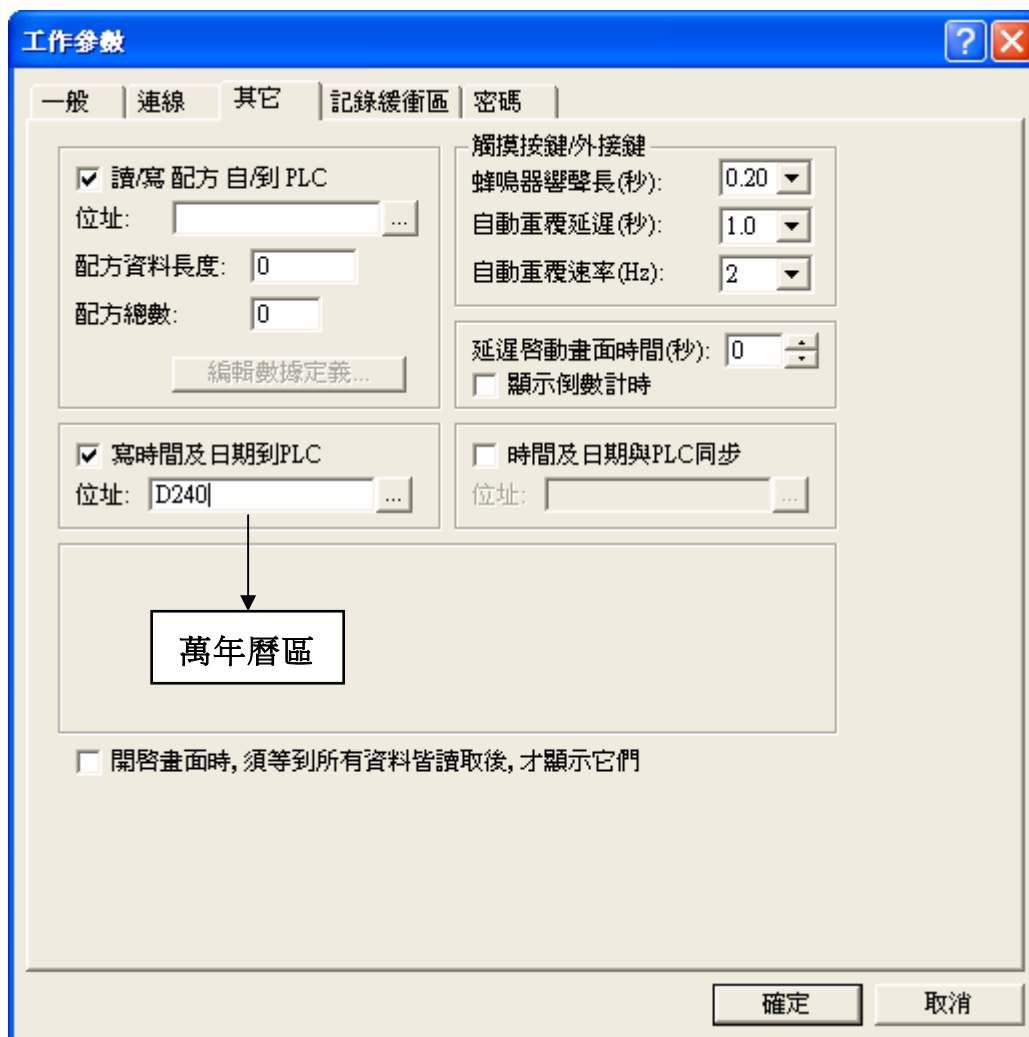 工作參數
一般
連線
其它
記錄緩衝區
密碼
讀/寫 配方 自/到 PLC
位址:
...
配方資料長度: 0
配方總數: 0
編輯數據定義...
觸摸按鍵/外接鍵
蜂鳴器響聲長(秒): 0.20
自動重覆延遲(秒): 1.0
自動重覆速率(Hz): 2
延遲啓動畫面時間(秒): 0
顯示倒數計時
寫時間及日期到PLC
位址: D240 ...
時間及日期與PLC同步
位址: ...
萬年曆區
開啓畫面時, 須等到所有資料皆讀取後, 才顯示它們
確定
取消